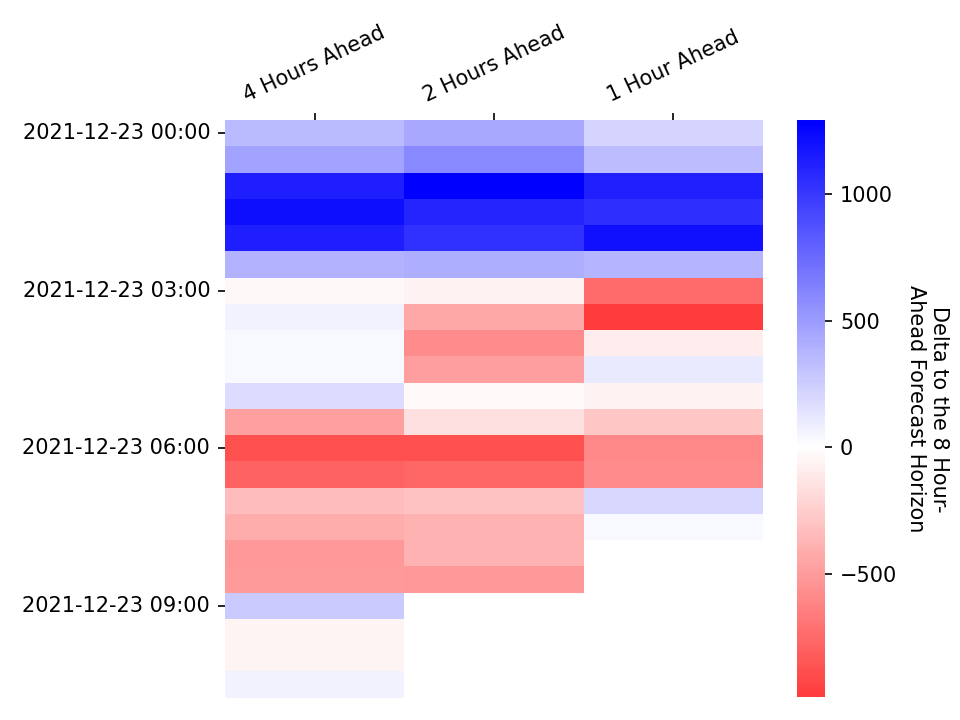 4 Hours Ahead
2 Hours Ahead
1 Hour Ahead
2021-12-23 00:00
2021-12-23 03:00
2021-12-23 06:00
2021-12-23 09:00
1000
500
0
−500
Delta to the 8 Hour-
Ahead Forecast Horizon